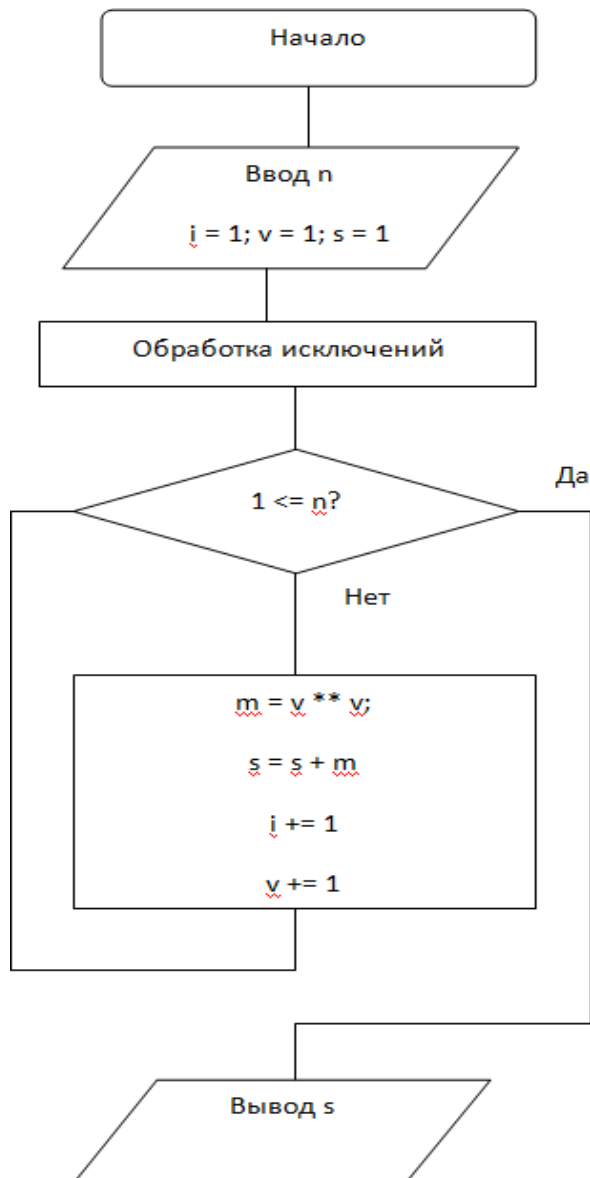 Начало
Ввод n
i = 1; v = 1; s = 1
Обработка исключений
Да
1 <= n?
Нет
m = v ** v;
s = s + m
i += 1
v += 1
Вывод s